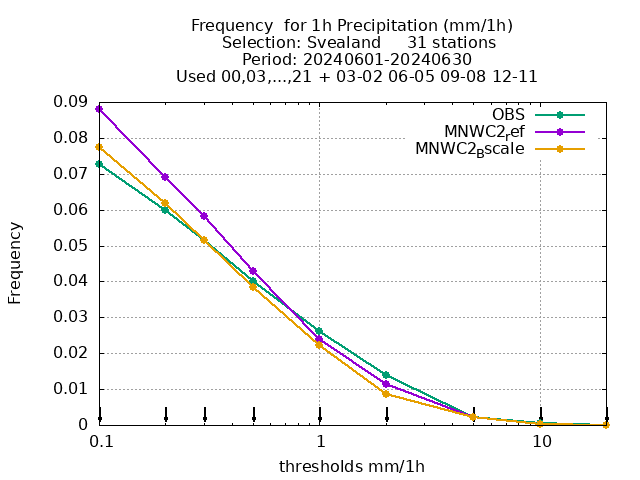 Frequency  for 1h Precipitation (mm/1h)
Selection: Svealand     31 stations
Period: 20240601-20240630
Used 00,03,...,21 + 03-02 06-05 09-08 12-11
OBS
MNWC2ref
MNWC2Bscale
0.09
0.08
0.07
0.06
0.05
0.04
0.03
0.02
0.01
0
Frequency
0.1
1
10
thresholds mm/1h